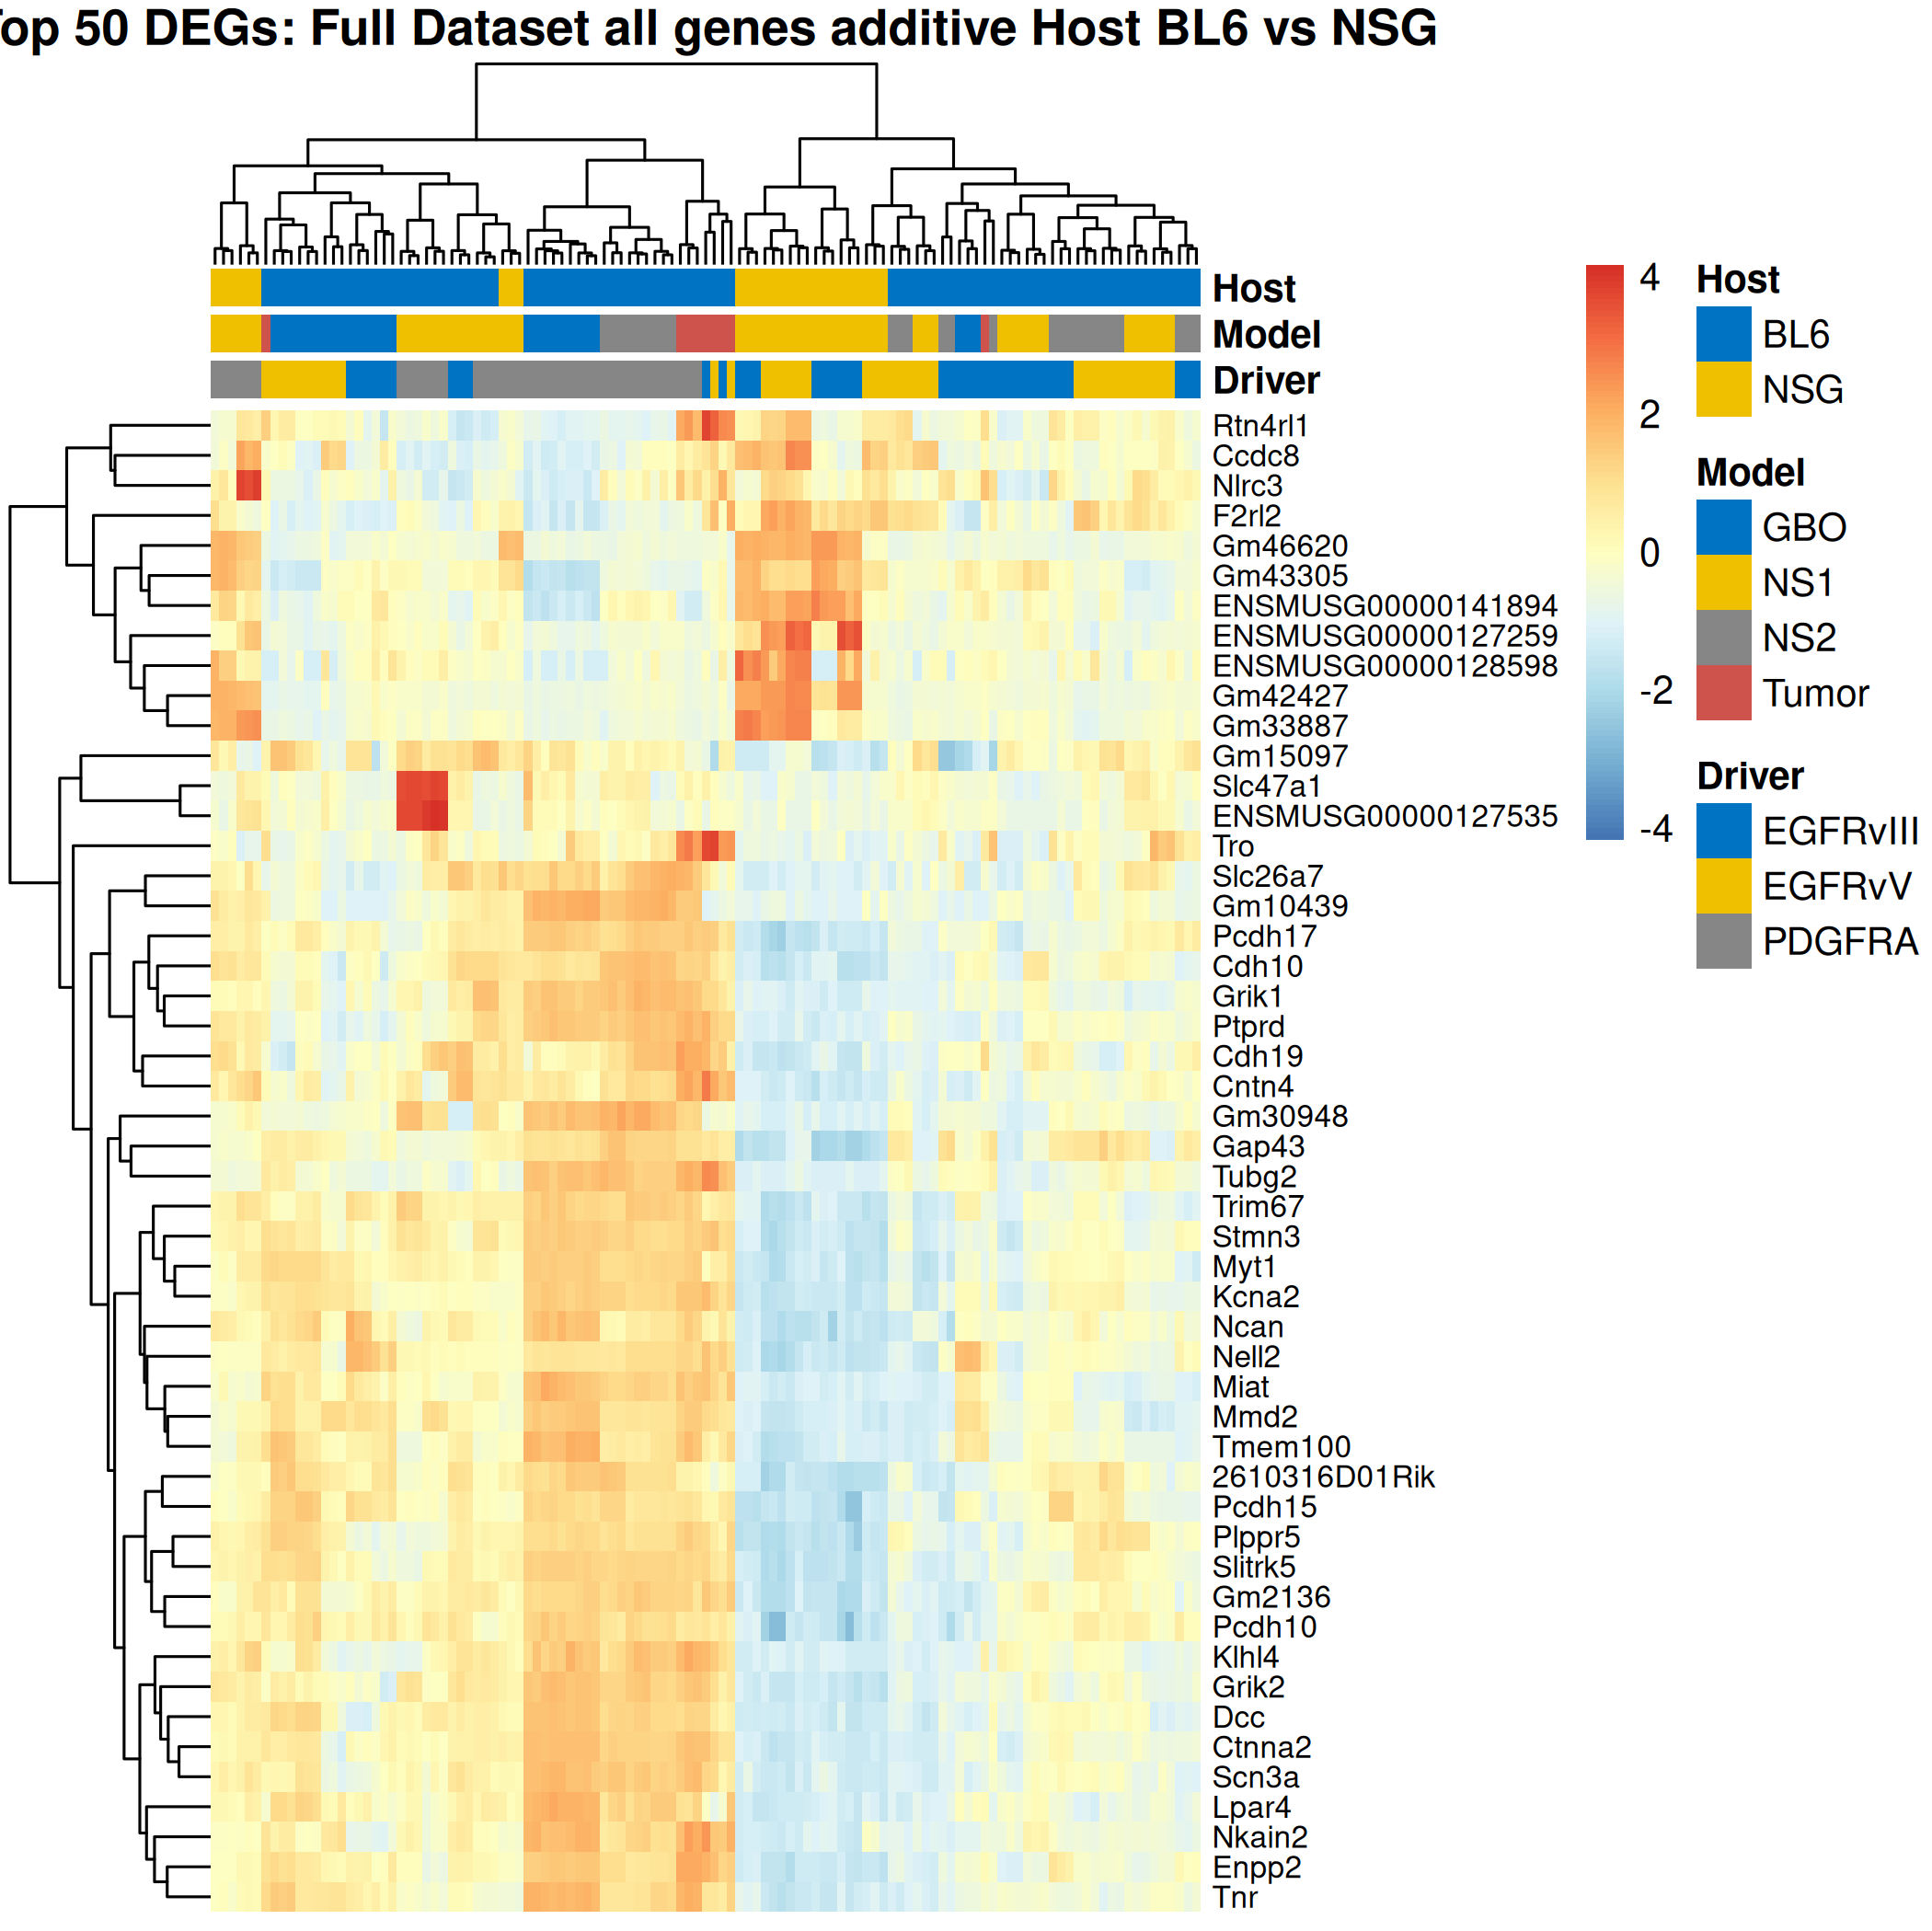 op 50 DEGs: Full Dataset all genes additive Host BL6 vs NSG
Host
Model
Driver
Rtn4rl1
Ccdc8
Nlrc3
F2rl2
Gm46620
Gm43305
ENSMUSG00000141894
ENSMUSG00000127259
ENSMUSG00000128598
Gm42427
Gm33887
Gm15097
Slc47a1
ENSMUSG00000127535
Tro
Slc26a7
Gm10439
Pcdh17
Cdh10
Grik1
Ptprd
Cdh19
Cntn4
Gm30948
Gap43
Tubg2
Trim67
Stmn3
Myt1
Kcna2
Ncan
Nell2
Miat
Mmd2
Tmem100
2610316D01Rik
Pcdh15
Plppr5
Slitrk5
Gm2136
Pcdh10
Klhl4
Grik2
Dcc
Ctnna2
Scn3a
Lpar4
Nkain2
Enpp2
Tnr
4
2
0
-2
-4
Host
BL6
NSG
Model
GBO
NS1
NS2
Tumor
Driver
EGFRvIII
EGFRvV
PDGFRA